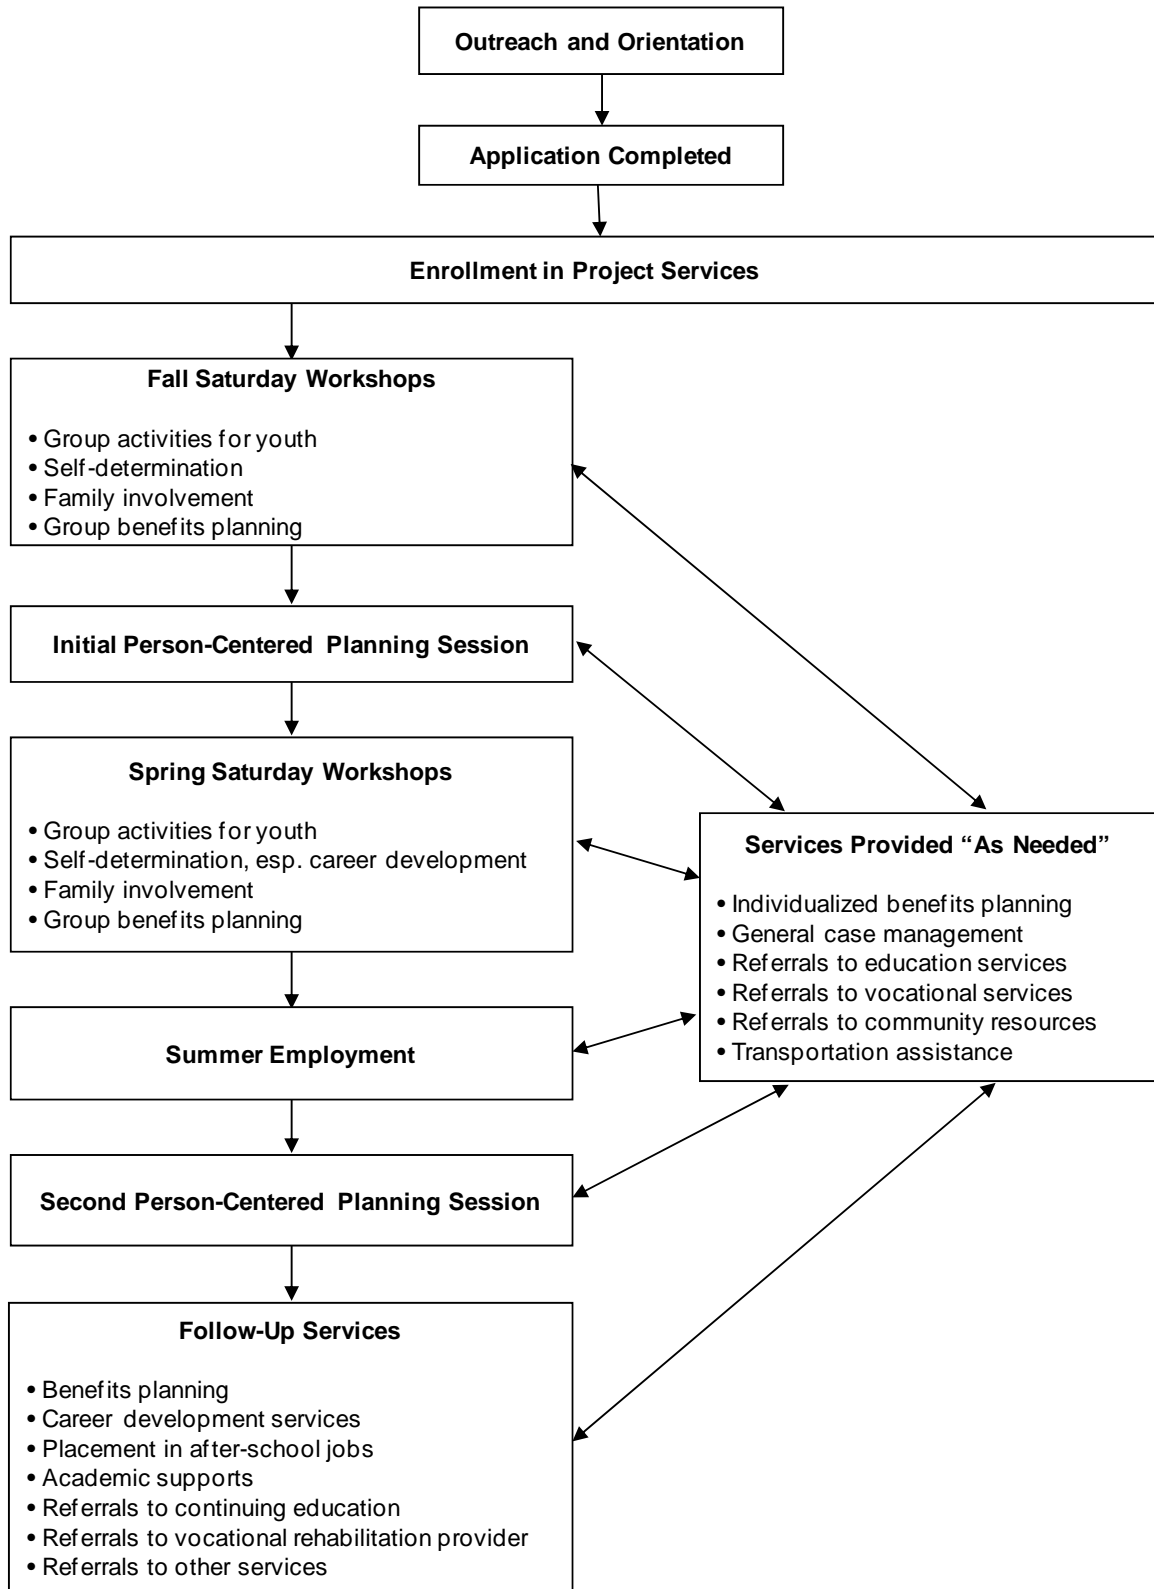 Outreach and Orientation
Application Completed
Enrollment in Project Services
Fall Saturday Workshops
• Group activities for youth
• Self-determination
• Family involvement
• Group benefits planning
Initial Person-Centered Planning Session
Spring Saturday Workshops
• Group activities for youth
• Self-determination, esp. career development
• Family involvement
• Group benefits planning
Summer Employment
Second Person-Centered Planning Session
Follow-Up Services
• Benefits planning
• Career development services
• Placement in after-school jobs
• Academic supports
• Referrals to continuing education
• Referrals to vocational rehabilitation provider
• Referrals to other services
Services Provided “As Needed”
• Individualized benefits planning
• General case management
• Referrals to education services
• Referrals to vocational services
• Referrals to community resources
• Transportation assistance